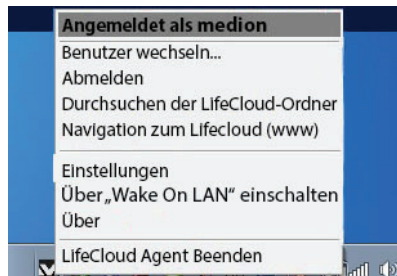 Angemeldet als medion
Benutzer wechseln...
Abmelden
Durchsuchen der LifeCloud-Ordner
Navigation zum Lifecloud (www)
Einstellungen
Über „Wake On LAN“ einschalten
Über
LifeCloud Agent Beenden